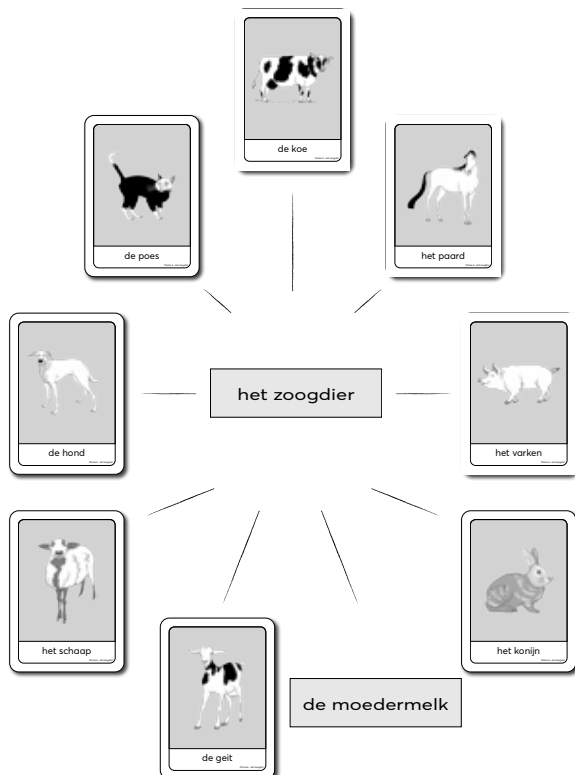 de koe
de poes
het paard
het zoogdier
de hond
het varken
het schaap
het konijn
de moedermelk
de geit